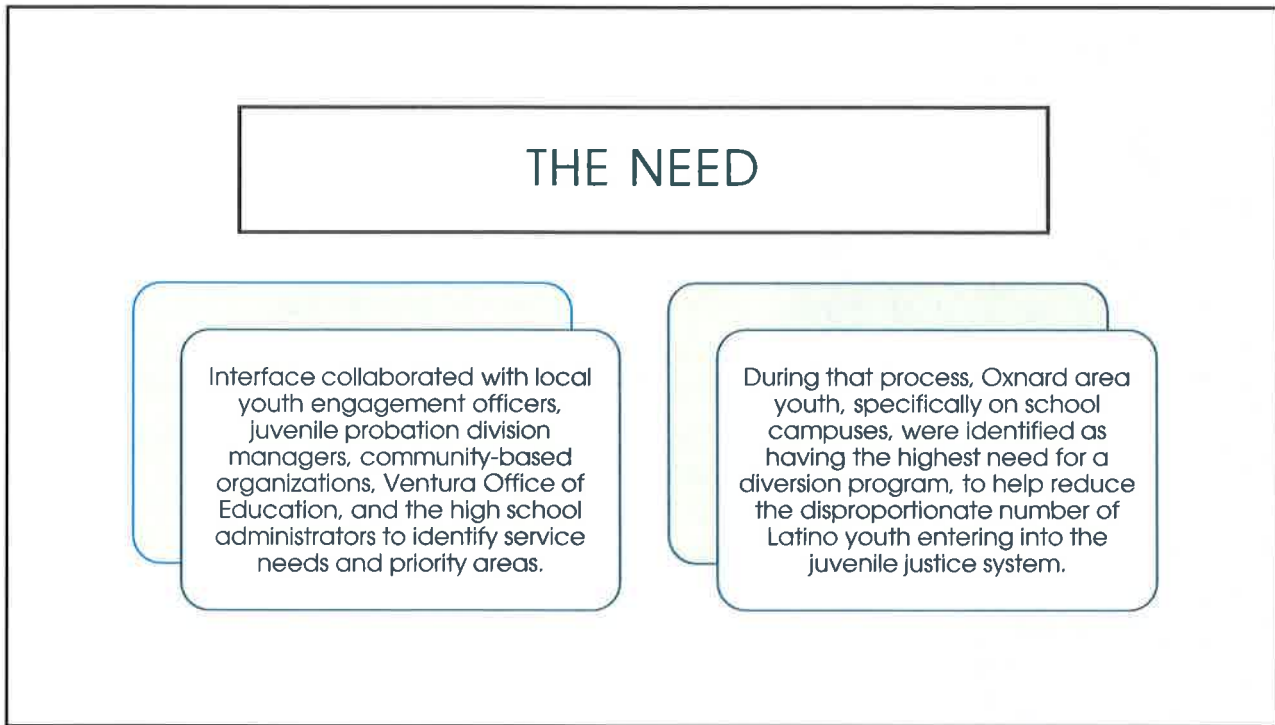 THE NEED
Interface collaborated with local
youth engagement officers,
juvenile probation division
managers, community-based
organizations, Ventura Office of
Education, and the high school
administrators to identify service
needs and priority areas.
During that process, Oxnard area
youth, specifically on school
campuses, were identified as
having the highest need for a
diversion program, to help reduce
the disproportionate number of
Latino youth entering into the
juvenile justice system.